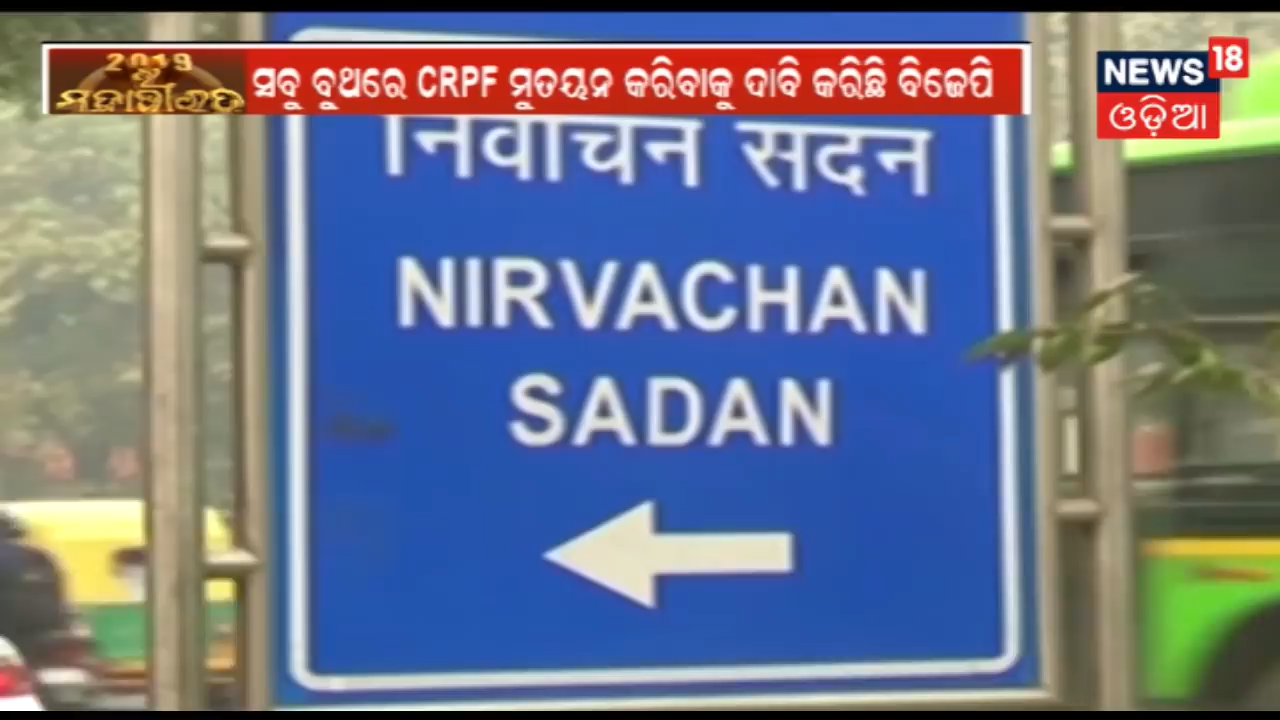 2019
ର
ମହାଭାରତ
ସବୁ ବୁଥରେ CRPF ମୁତୟନ କରିବାକୁ ଦାବି କରିଛି ବିଜେପି
NEWS 18
ଓଡ଼ିଆ
निर्वाचन सदन
NIRVACHAN
SADAN